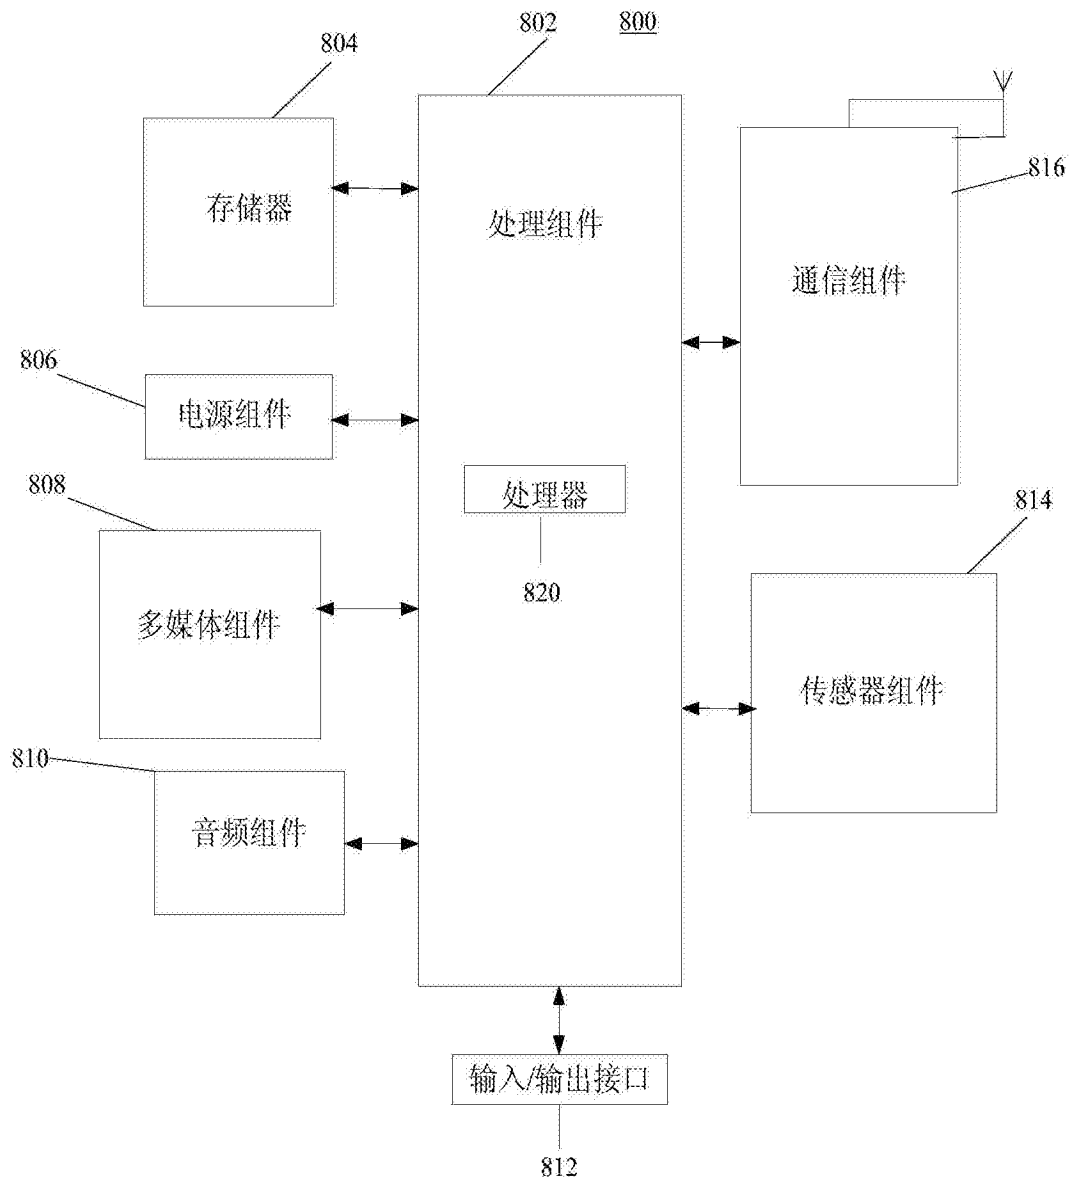 802
800
804
816
存储器
处理组件
通信组件
806
电源组件
808
处理器
814
820
多媒体组件
传感器组件
810
音频组件
输入/输出接口
812